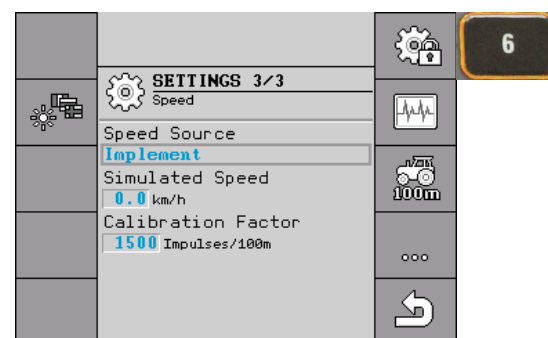 SETTINGS 3/3
Speed
Speed Source
Implement
Simulated Speed
0.0 km/h
Calibration Factor
1500 Impulses/100m
100m
6